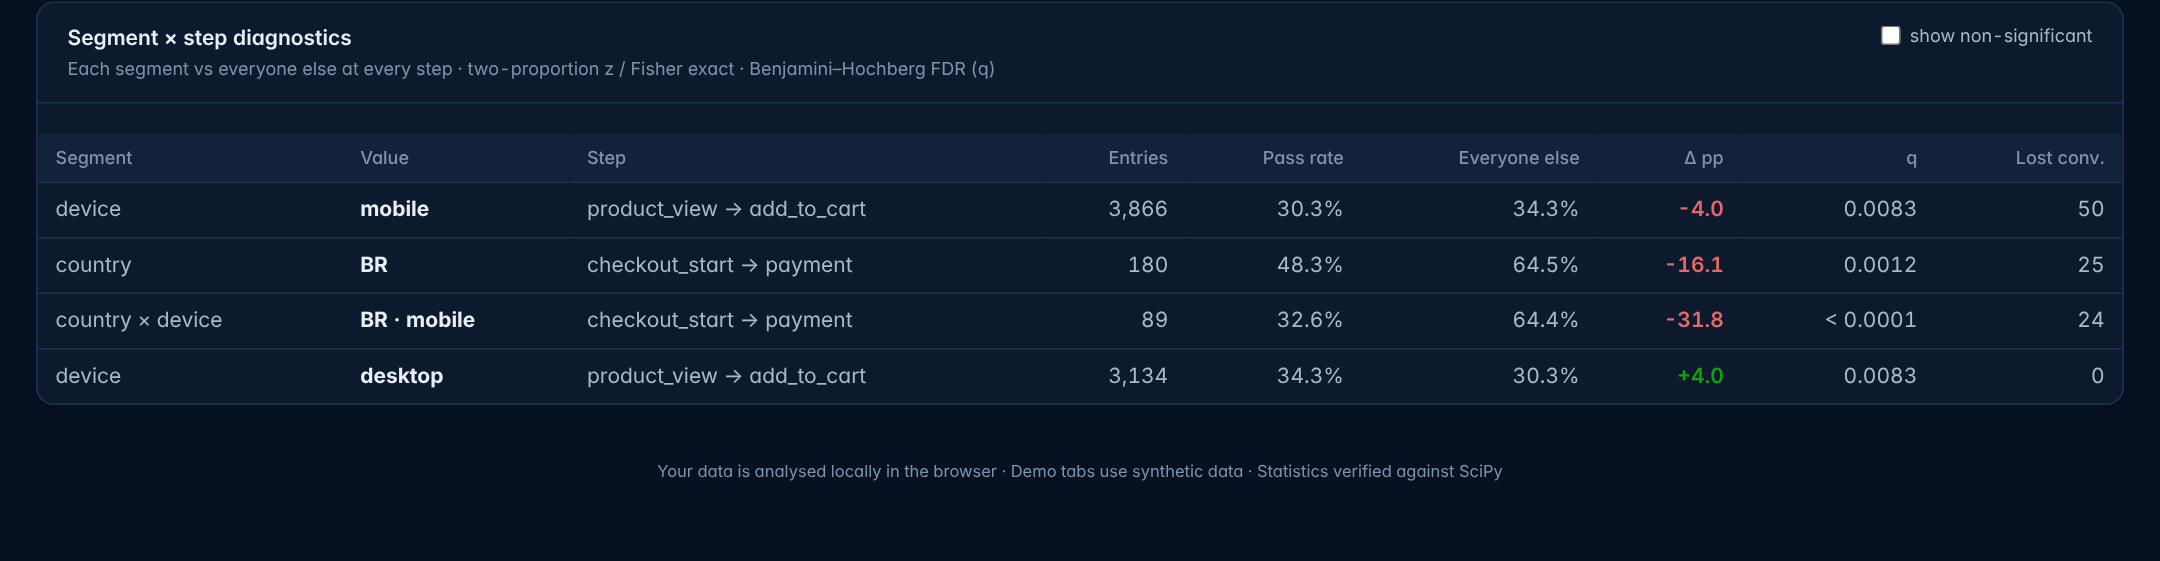 Segment × step diagnostics
show non-significant
Each segment vs everyone else at every step · two-proportion z / Fisher exact · Benjamini–Hochberg FDR (q)
Segment Value Step Entries Pass rate Everyone else Δ pp q Lost conv.
device mobile product_view → add_to_cart 3,866 30.3% 34.3% -4.0 0.0083 50
country BR checkout_start → payment 180 48.3% 64.5% -16.1 0.0012 25
country × device BR · mobile checkout_start → payment 89 32.6% 64.4% -31.8 < 0.0001 24
device desktop product_view → add_to_cart 3,134 34.3% 30.3% +4.0 0.0083 0
Your data is analysed locally in the browser · Demo tabs use synthetic data · Statistics verified against SciPy